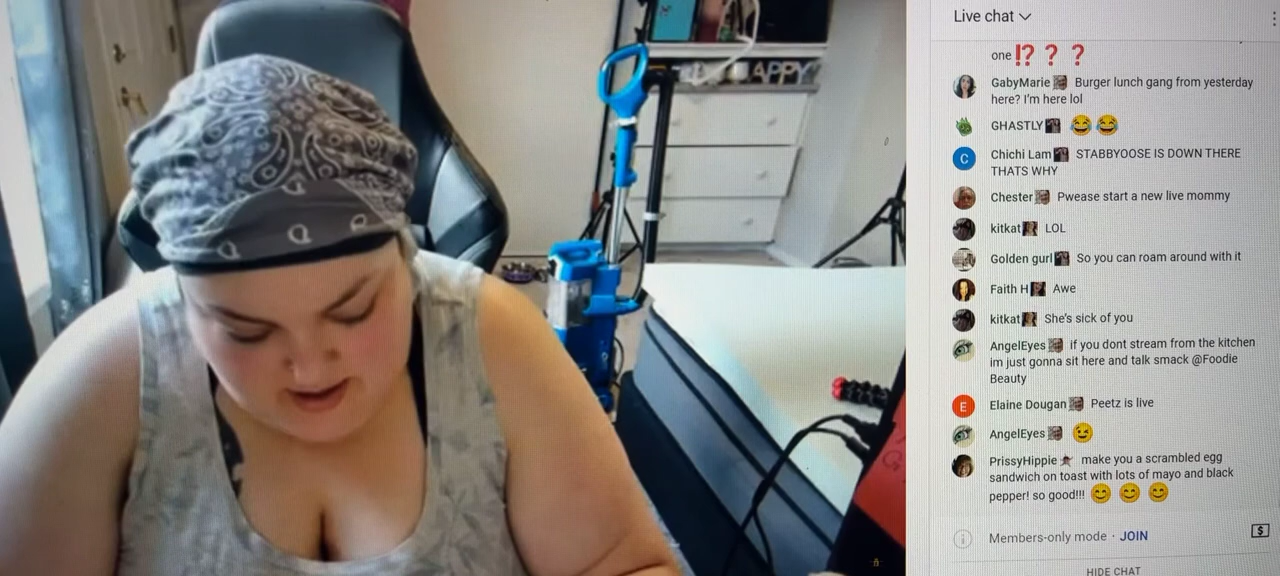 APPY
Live chat
one ⁉️ ❓ ❓
GabyMarie Burger lunch gang from yesterday
here? I'm here lol
GHASTLY 😂 😂
Chichi Lam STABBYOOSE IS DOWN THERE
THATS WHY
Chester Pwease start a new live mommy
kitkat LOL
Golden gurl So you can roam around with it
Faith H Awe
kitkat She's sick of you
AngelEyes if you dont stream from the kitchen
im just gonna sit here and talk smack @Foodie
Beauty
Elaine Dougan Peetz is live
AngelEyes 😉
PrissyHippie make you a scrambled egg
sandwich on toast with lots of mayo and black
pepper! so good!!! 😊 😊 😊
Members-only mode · JOIN
HIDE CHAT
C
E
$